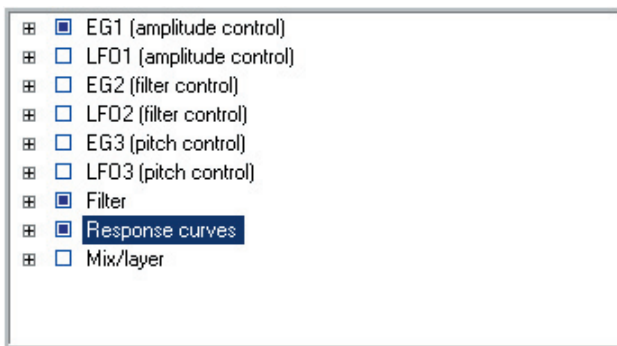 EG1 (amplitude control)
LFO1 (amplitude control)
EG2 (filter control)
LFO2 (filter control)
EG3 (pitch control)
LFO3 (pitch control)
Filter
Response curves
Mix/layer